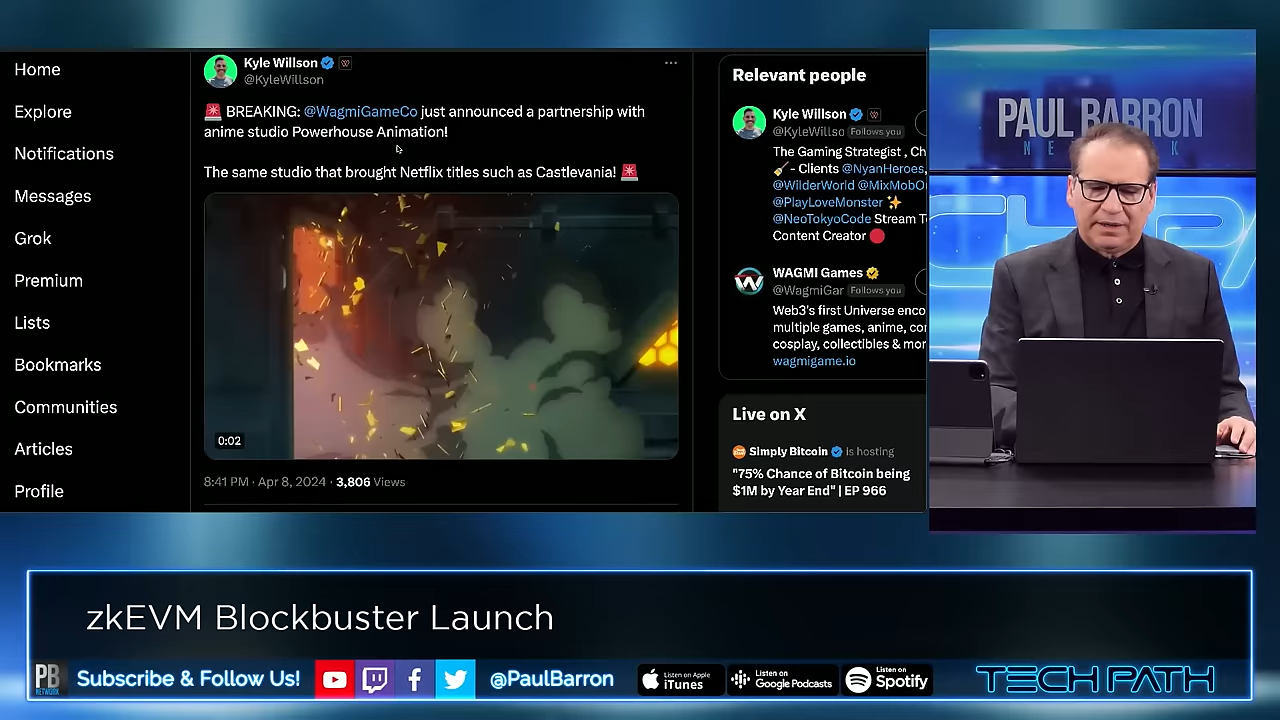 Home
Explore
Notifications
Messages
Grok
Premium
Lists
Bookmarks
Communities
Articles
Profile
Kyle Willson
@KyleWillson
🚨 BREAKING: @WagmiGameCo just announced a partnership with
anime studio Powerhouse Animation!
The same studio that brought Netflix titles such as Castlevania! 🚨
0:02
8:41 PM · Apr 8, 2024 · 3,806 Views
Relevant people
Kyle Willson
@KyleWillso Follows you
The Gaming Strategist , Ch
🧹 - Clients @NyanHeroes,
@WilderWorld @MixMobO
@PlayLoveMonster ✨
@NeoTokyoCode Stream T
Content Creator 🔴
WAGMI Games
@WagmiGar Follows you
Web3's first Universe enco
multiple games, anime, co
cosplay, collectibles & mor
wagmigame.io
Live on X
Simply Bitcoin is hosting
"75% Chance of Bitcoin being
$1M by Year End" | EP 966
PAUL BARRON
zkEVM Blockbuster Launch
PB
NETWORK
Subscribe & Follow Us!
@PaulBarron
Listen on Apple
iTunes
Listen on
Google Podcasts
Listen on
Spotify
TECH PATH